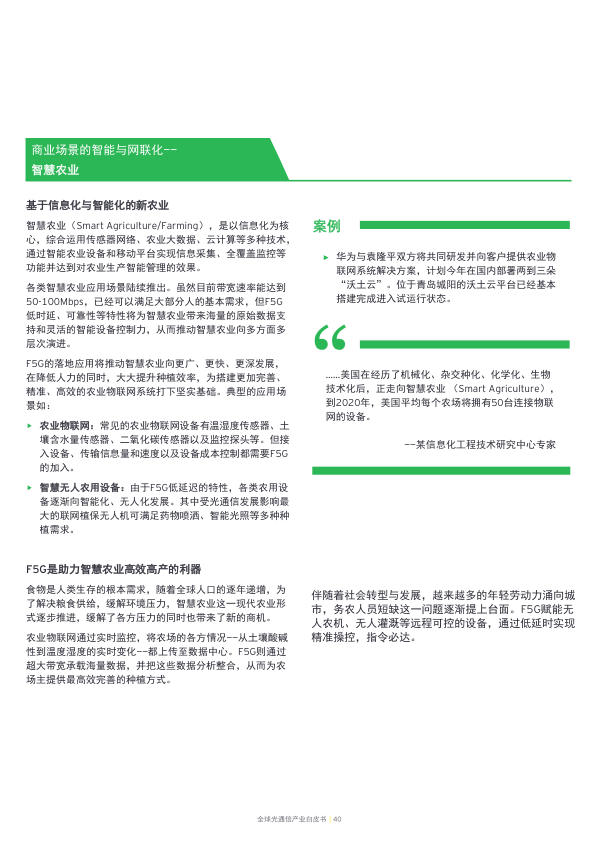 商业场景的智能与网联化——
智慧农业
基于信息化与智能化的新农业
智慧农业（Smart Agriculture/Farming），是以信息化为核
心，综合运用传感器网络、农业大数据、云计算等多种技术，
通过智能农业设备和移动平台实现信息采集、全覆盖监控等
功能并达到对农业生产智能管理的效果。
各类智慧农业应用场景陆续推出。虽然目前带宽速率能达到
50-100Mbps，已经可以满足大部分人的基本需求，但F5G
低时延、可靠性等特性将为智慧农业带来海量的原始数据支
持和灵活的智能设备控制力，从而推动智慧农业向多方面多
层次演进。
F5G的落地应用将推动智慧农业向更广、更快、更深发展，
在降低人力的同时，大大提升种植效率，为搭建更加完善、
精准、高效的农业物联网系统打下坚实基础。典型的应用场
景如：
农业物联网：常见的农业物联网设备有温湿度传感器、土
壤含水量传感器、二氧化碳传感器以及监控探头等。但接
入设备、传输信息量和速度以及设备成本控制都需要F5G
的加入。
智慧无人农用设备：由于F5G低延迟的特性，各类农用设
备逐渐向智能化、无人化发展。其中受光通信发展影响最
大的联网植保无人机可满足药物喷洒、智能光照等多种种
植需求。
F5G是助力智慧农业高效高产的利器
食物是人类生存的根本需求，随着全球人口的逐年递增，为
了解决粮食供给，缓解环境压力，智慧农业这一现代农业形
式逐步推进，缓解了各方压力的同时也带来了新的商机。
农业物联网通过实时监控，将农场的各方情况——从土壤酸碱
性到温度湿度的实时变化——都上传至数据中心。F5G则通过
超大带宽承载海量数据，并把这些数据分析整合，从而为农
场主提供最高效完善的种植方式。
案例
华为与袁隆平双方将共同研发并向客户提供农业物
联网系统解决方案，计划今年在国内部署两到三朵
“沃土云”。位于青岛城阳的沃土云平台已经基本
搭建完成进入试运行状态。
“
……美国在经历了机械化、杂交种化、化学化、生物
技术化后，正走向智慧农业 （Smart Agriculture），
到2020年，美国平均每个农场将拥有50台连接物联
网的设备。
——某信息化工程技术研究中心专家
伴随着社会转型与发展，越来越多的年轻劳动力涌向城
市，务农人员短缺这一问题逐渐提上台面。F5G赋能无
人农机、无人灌溉等远程可控的设备，通过低延时实现
精准操控，指令必达。
全球光通信产业白皮书 | 40